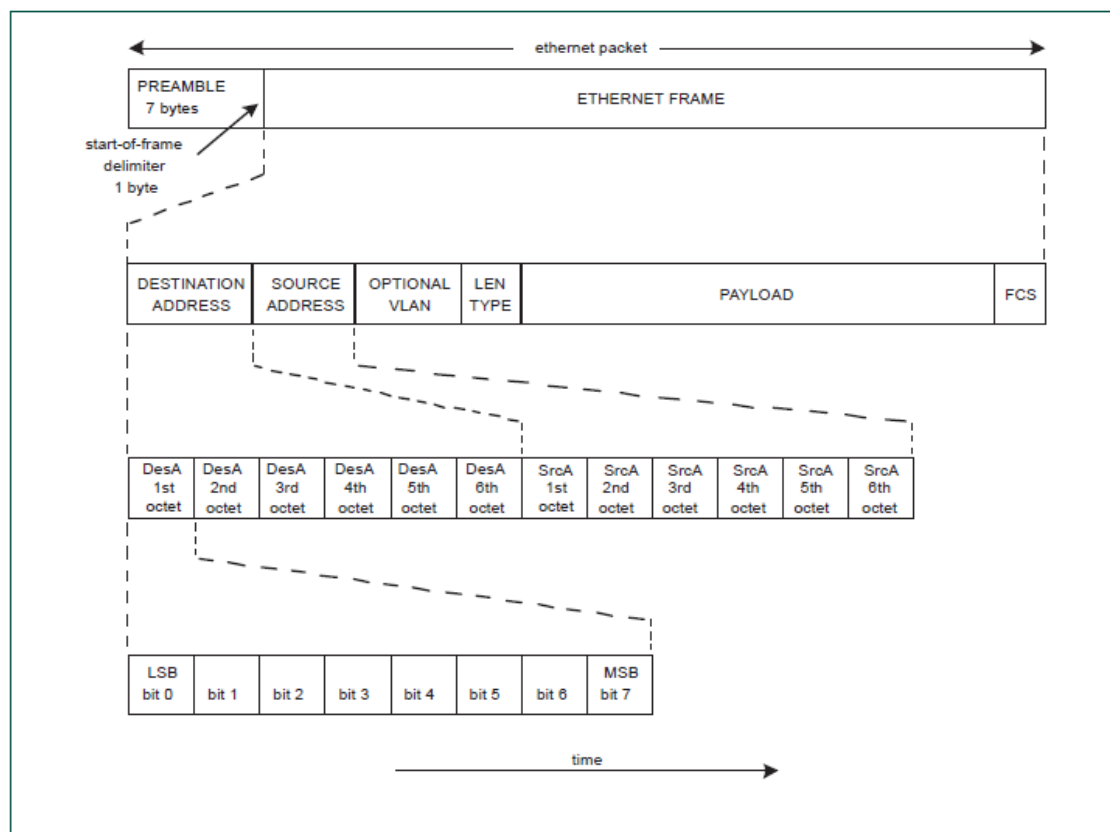 ethernet packet
PREAMBLE
7 bytes
ETHERNET FRAME
start-of-frame
delimiter
1 byte
DESTINATION
ADDRESS
SOURCE
ADDRESS
OPTIONAL
VLAN
LEN
TYPE
PAYLOAD
FCS
DesA
1st
octet
DesA
2nd
octet
DesA
3rd
octet
DesA
4th
octet
DesA
5th
octet
DesA
6th
octet
SrcA
1st
octet
SrcA
2nd
octet
SrcA
3rd
octet
SrcA
4th
octet
SrcA
5th
octet
SrcA
6th
octet
LSB
bit 0
bit 1
bit 2
bit 3
bit 4
bit 5
bit 6
MSB
bit 7
time